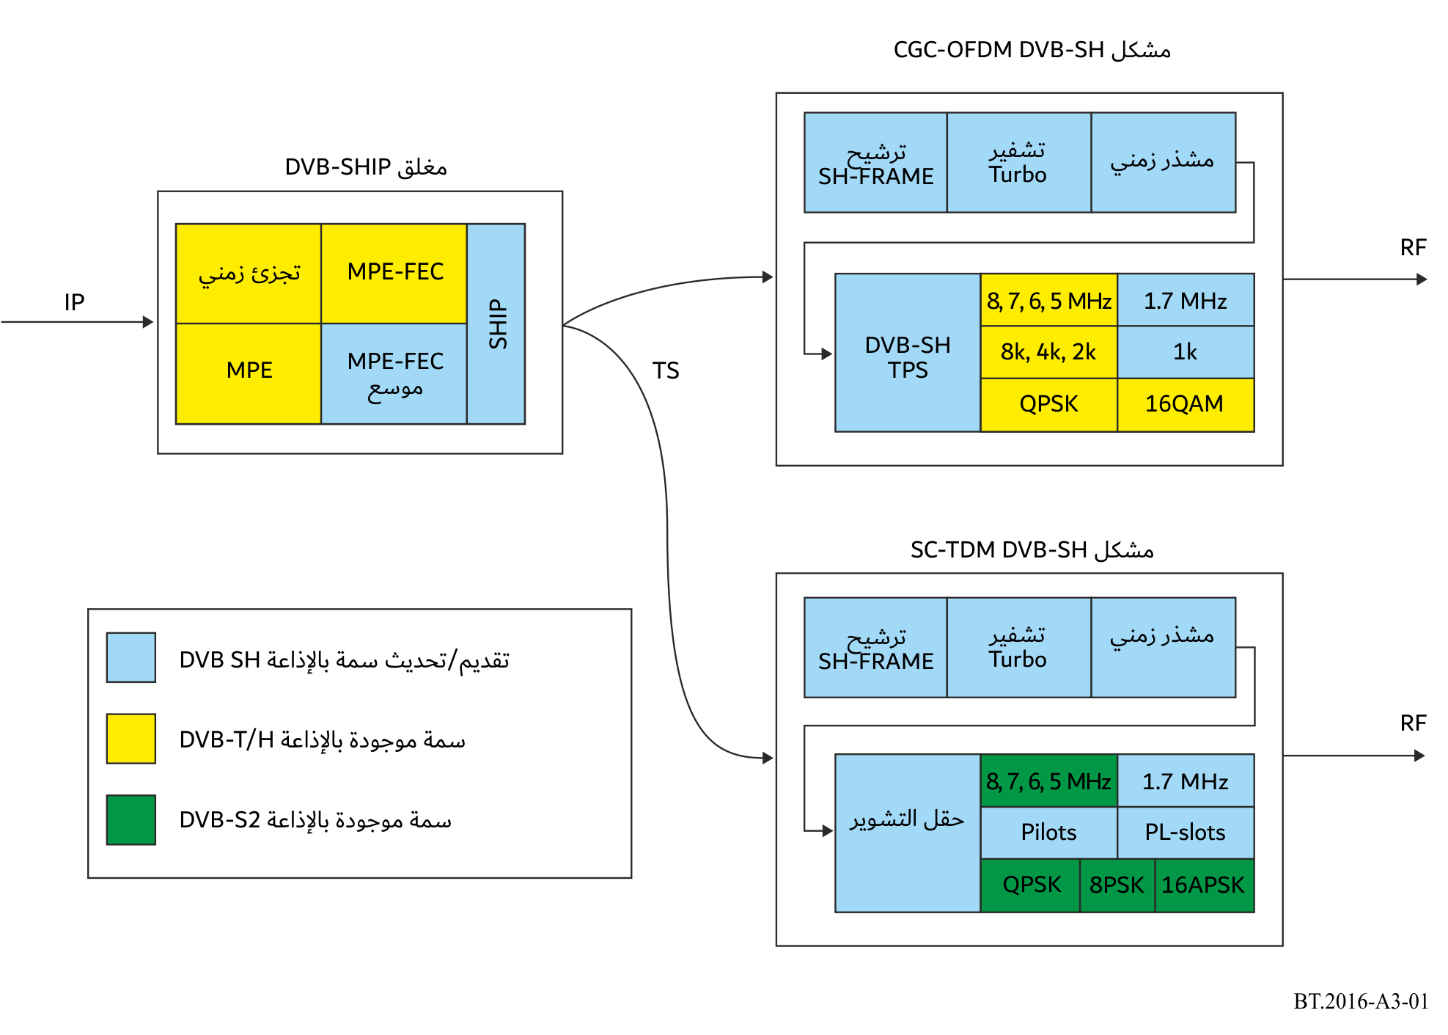 مشكل CGC-OFDM DVB-SH
ترشيح
SH-FRAME
تشفير
Turbo
مشذر زمني
DVB-SH
TPS
8, 7, 6, 5 MHz
1.7 MHz
8k, 4k, 2k
1k
QPSK
16QAM
RF
مغلق DVB-SHIP
IP
تجزئ زمني
MPE-FEC
MPE
MPE-FEC
موسع
SHIP
TS
مشكل SC-TDM DVB-SH
ترشيح
SH-FRAME
تشفير
Turbo
مشذر زمني
حقل التشوير
8, 7, 6, 5 MHz
1.7 MHz
Pilots
PL-slots
QPSK
8PSK
16APSK
RF
تقديم/تحديث سمة بالإذاعة DVB SH
سمة موجودة بالإذاعة DVB-T/H
سمة موجودة بالإذاعة DVB-S2
BT.2016-A3-01